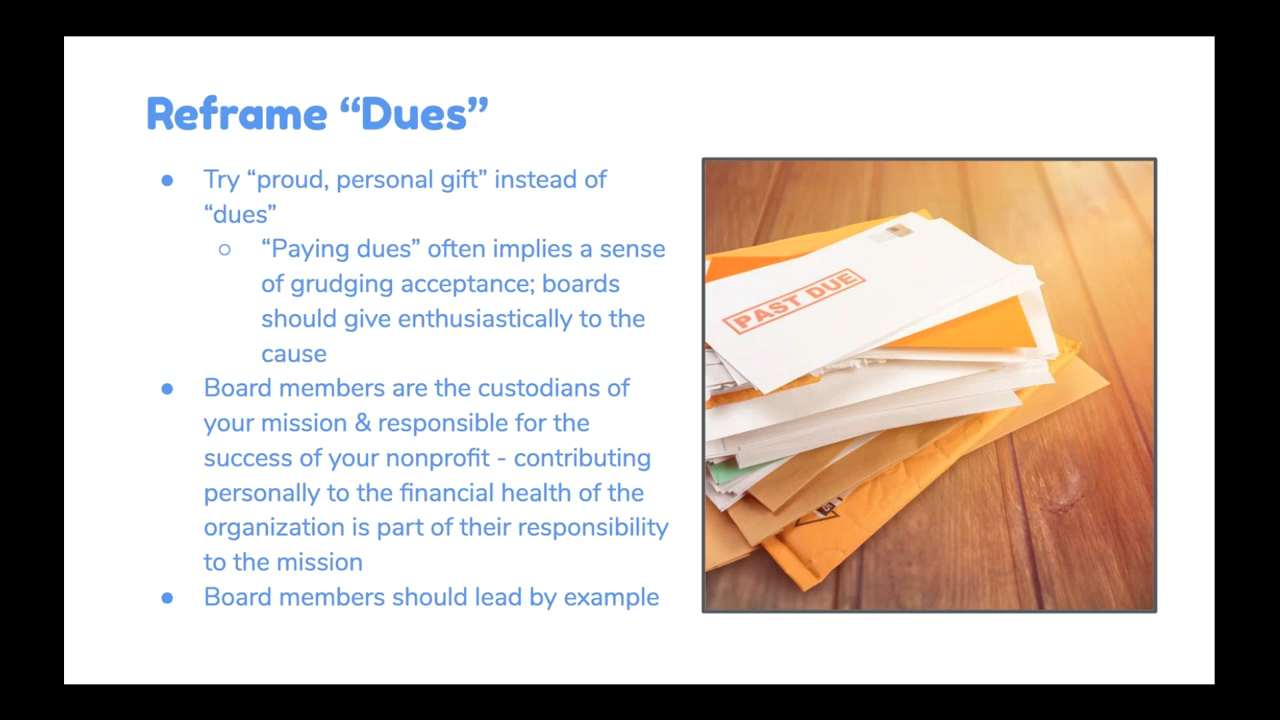 Reframe “Dues”
● Try “proud, personal gift” instead of
“dues”
○ “Paying dues” often implies a sense
of grudging acceptance; boards
should give enthusiastically to the
cause
● Board members are the custodians of
your mission & responsible for the
success of your nonprofit - contributing
personally to the financial health of the
organization is part of their responsibility
to the mission
● Board members should lead by example
PAST DUE